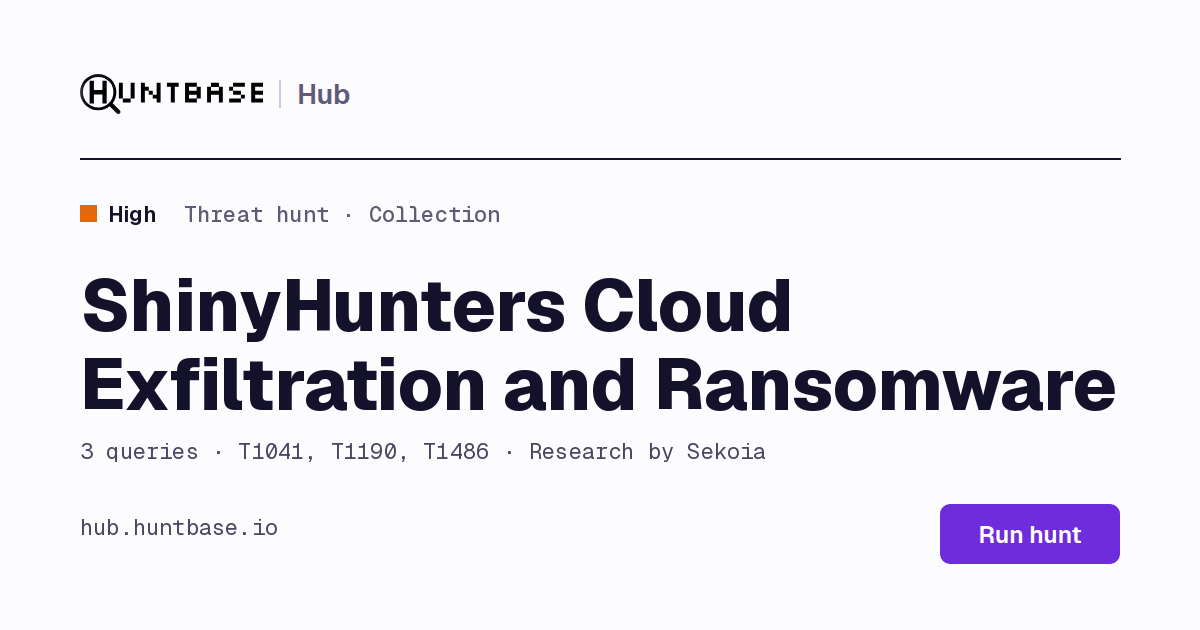 HUNTBASE | Hub
High Threat hunt · Collection
ShinyHunters Cloud
Exfiltration and Ransomware
3 queries · T1041, T1190, T1486 · Research by Sekoia
hub.huntbase.io
Run hunt